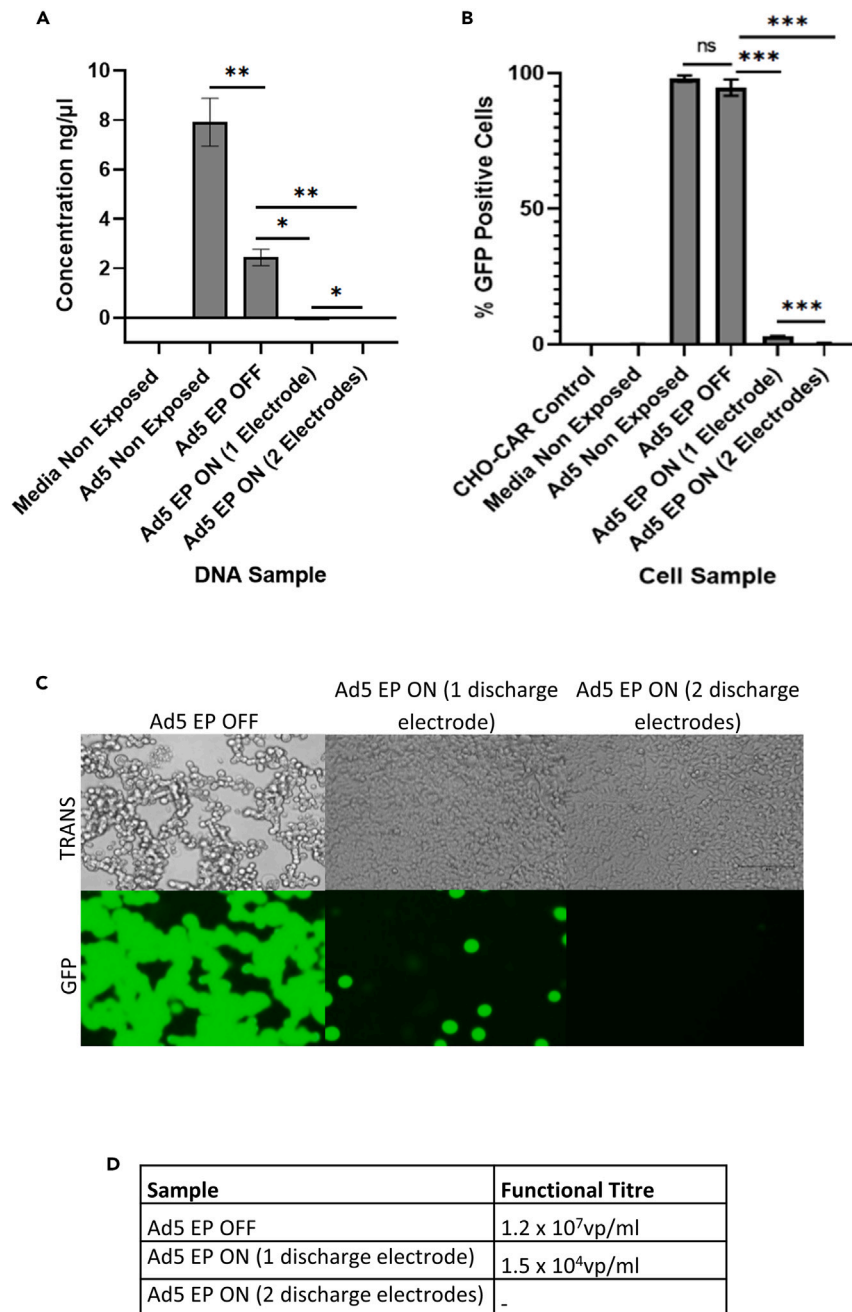 A
Concentration ng/µl
10
8
6
4
2
0
**
**
*
*
Media Non Exposed
Ad5 Non Exposed
Ad5 EP OFF
Ad5 EP ON (1 Electrode)
Ad5 EP ON (2 Electrodes)
DNA Sample
B
% GFP Positive Cells
100
50
0
ns
***
***
***
CHO-CAR Control
Media Non Exposed
Ad5 Non Exposed
Ad5 EP OFF
Ad5 EP ON (1 Electrode)
Ad5 EP ON (2 Electrodes)
Cell Sample
C
Ad5 EP OFF
Ad5 EP ON (1 discharge
electrode)
Ad5 EP ON (2 discharge
electrodes)
TRANS
GFP
D
Sample Functional Titre
Ad5 EP OFF 1.2 x 10⁷vp/ml
Ad5 EP ON (1 discharge electrode) 1.5 x 10⁴vp/ml
Ad5 EP ON (2 discharge electrodes) -